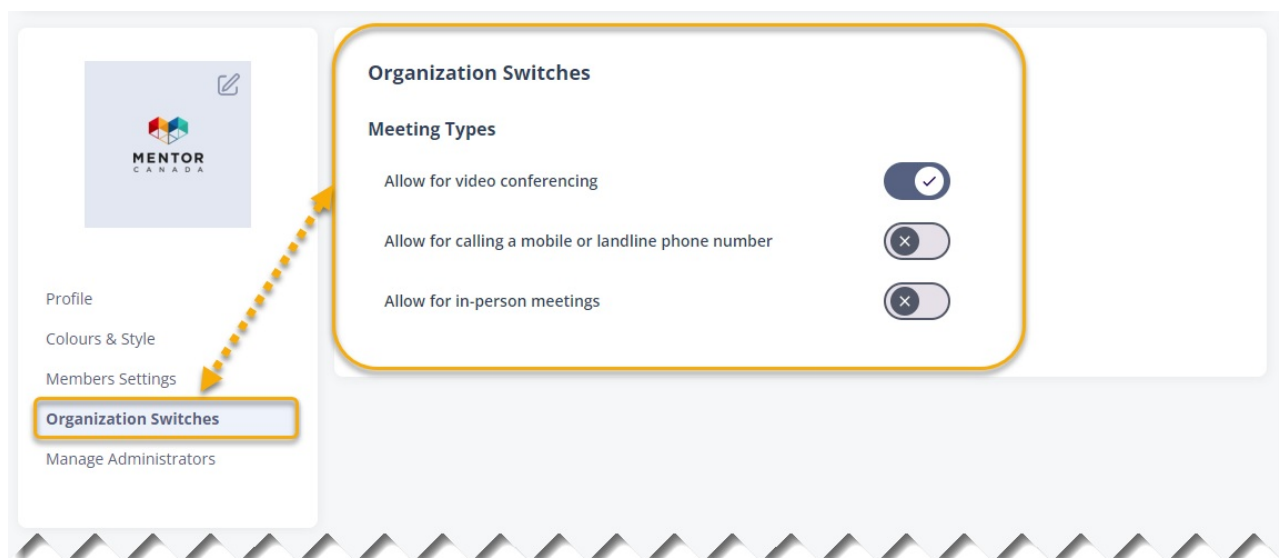 MENTOR
CANADA
Profile
Colours & Style
Members Settings
Organization Switches
Manage Administrators
Organization Switches
Meeting Types
Allow for video conferencing
Allow for calling a mobile or landline phone number
Allow for in-person meetings